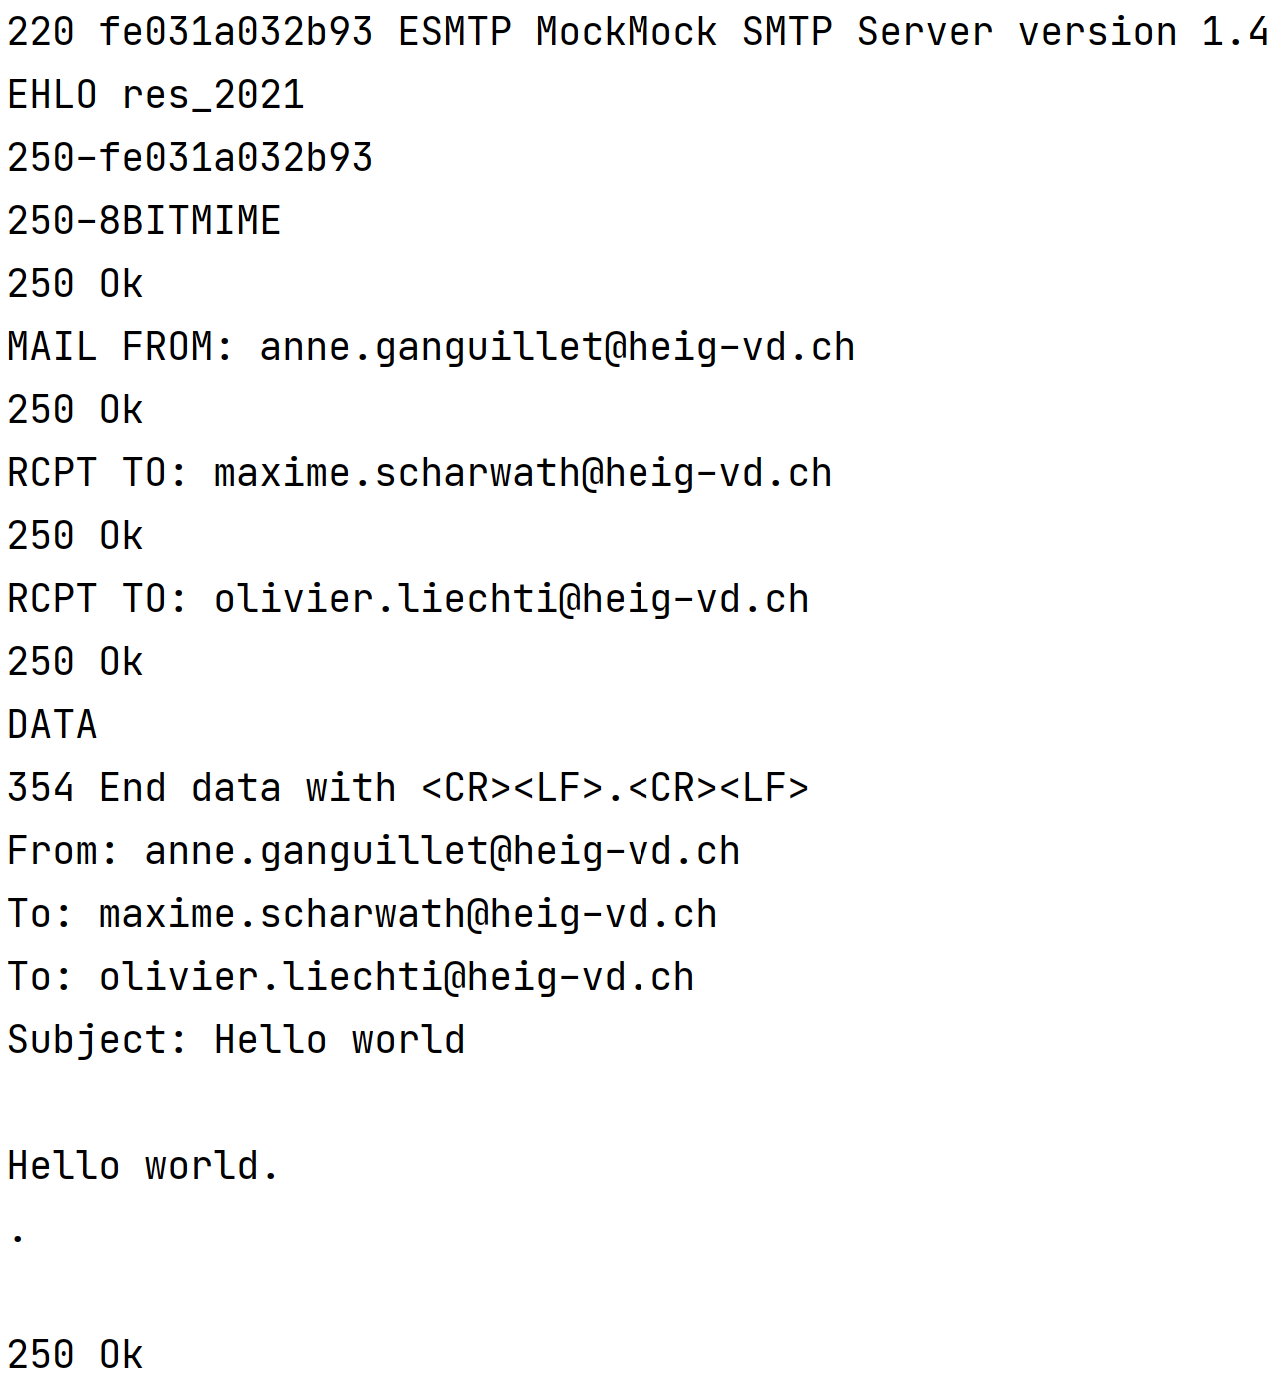 220 fe031a032b93 ESMTP MockMock SMTP Server version 1.4
EHLO res_2021
250-fe031a032b93
250-8BITMIME
250 Ok
MAIL FROM: anne.ganguillet@heig-vd.ch
250 Ok
RCPT TO: maxime.scharwath@heig-vd.ch
250 Ok
RCPT TO: olivier.liechti@heig-vd.ch
250 Ok
DATA
354 End data with <CR><LF>.<CR><LF>
From: anne.ganguillet@heig-vd.ch
To: maxime.scharwath@heig-vd.ch
To: olivier.liechti@heig-vd.ch
Subject: Hello world

Hello world.
.

250 Ok